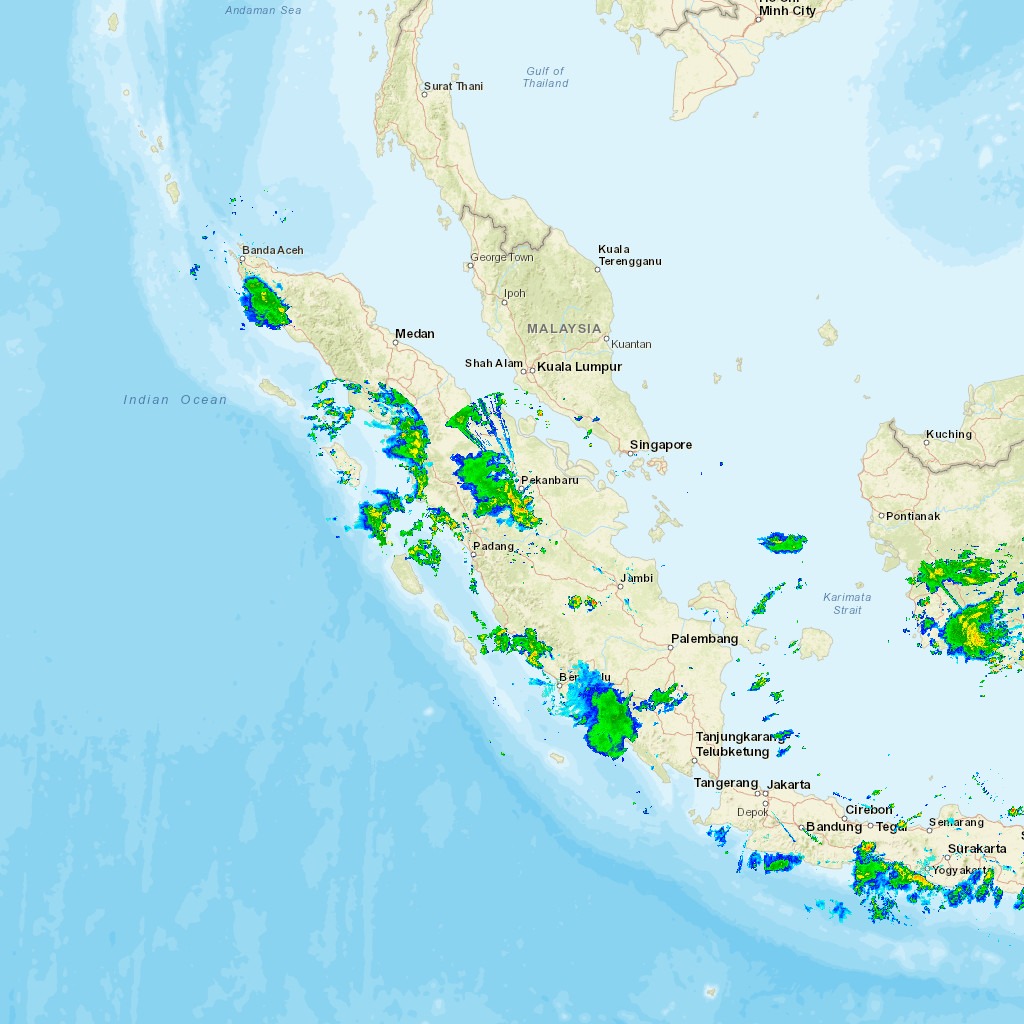 Andaman Sea
Minh City
Gulf of
Thailand
Surat Thani
Banda Aceh
George Town
Kuala
Terengganu
Ipoh
MALAYSIA
Medan
Kuantan
Shah Alam
Kuala Lumpur
Indian Ocean
Kuching
Singapore
Pekanbaru
Pontianak
Padang
Jambi
Karimata
Strait
Palembang
Tanjungkarang
Telubketung
Tangerang
Jakarta
Depok
Cirebon
Bandung
Tegal
Semarang
Surakarta
Yogyakarta